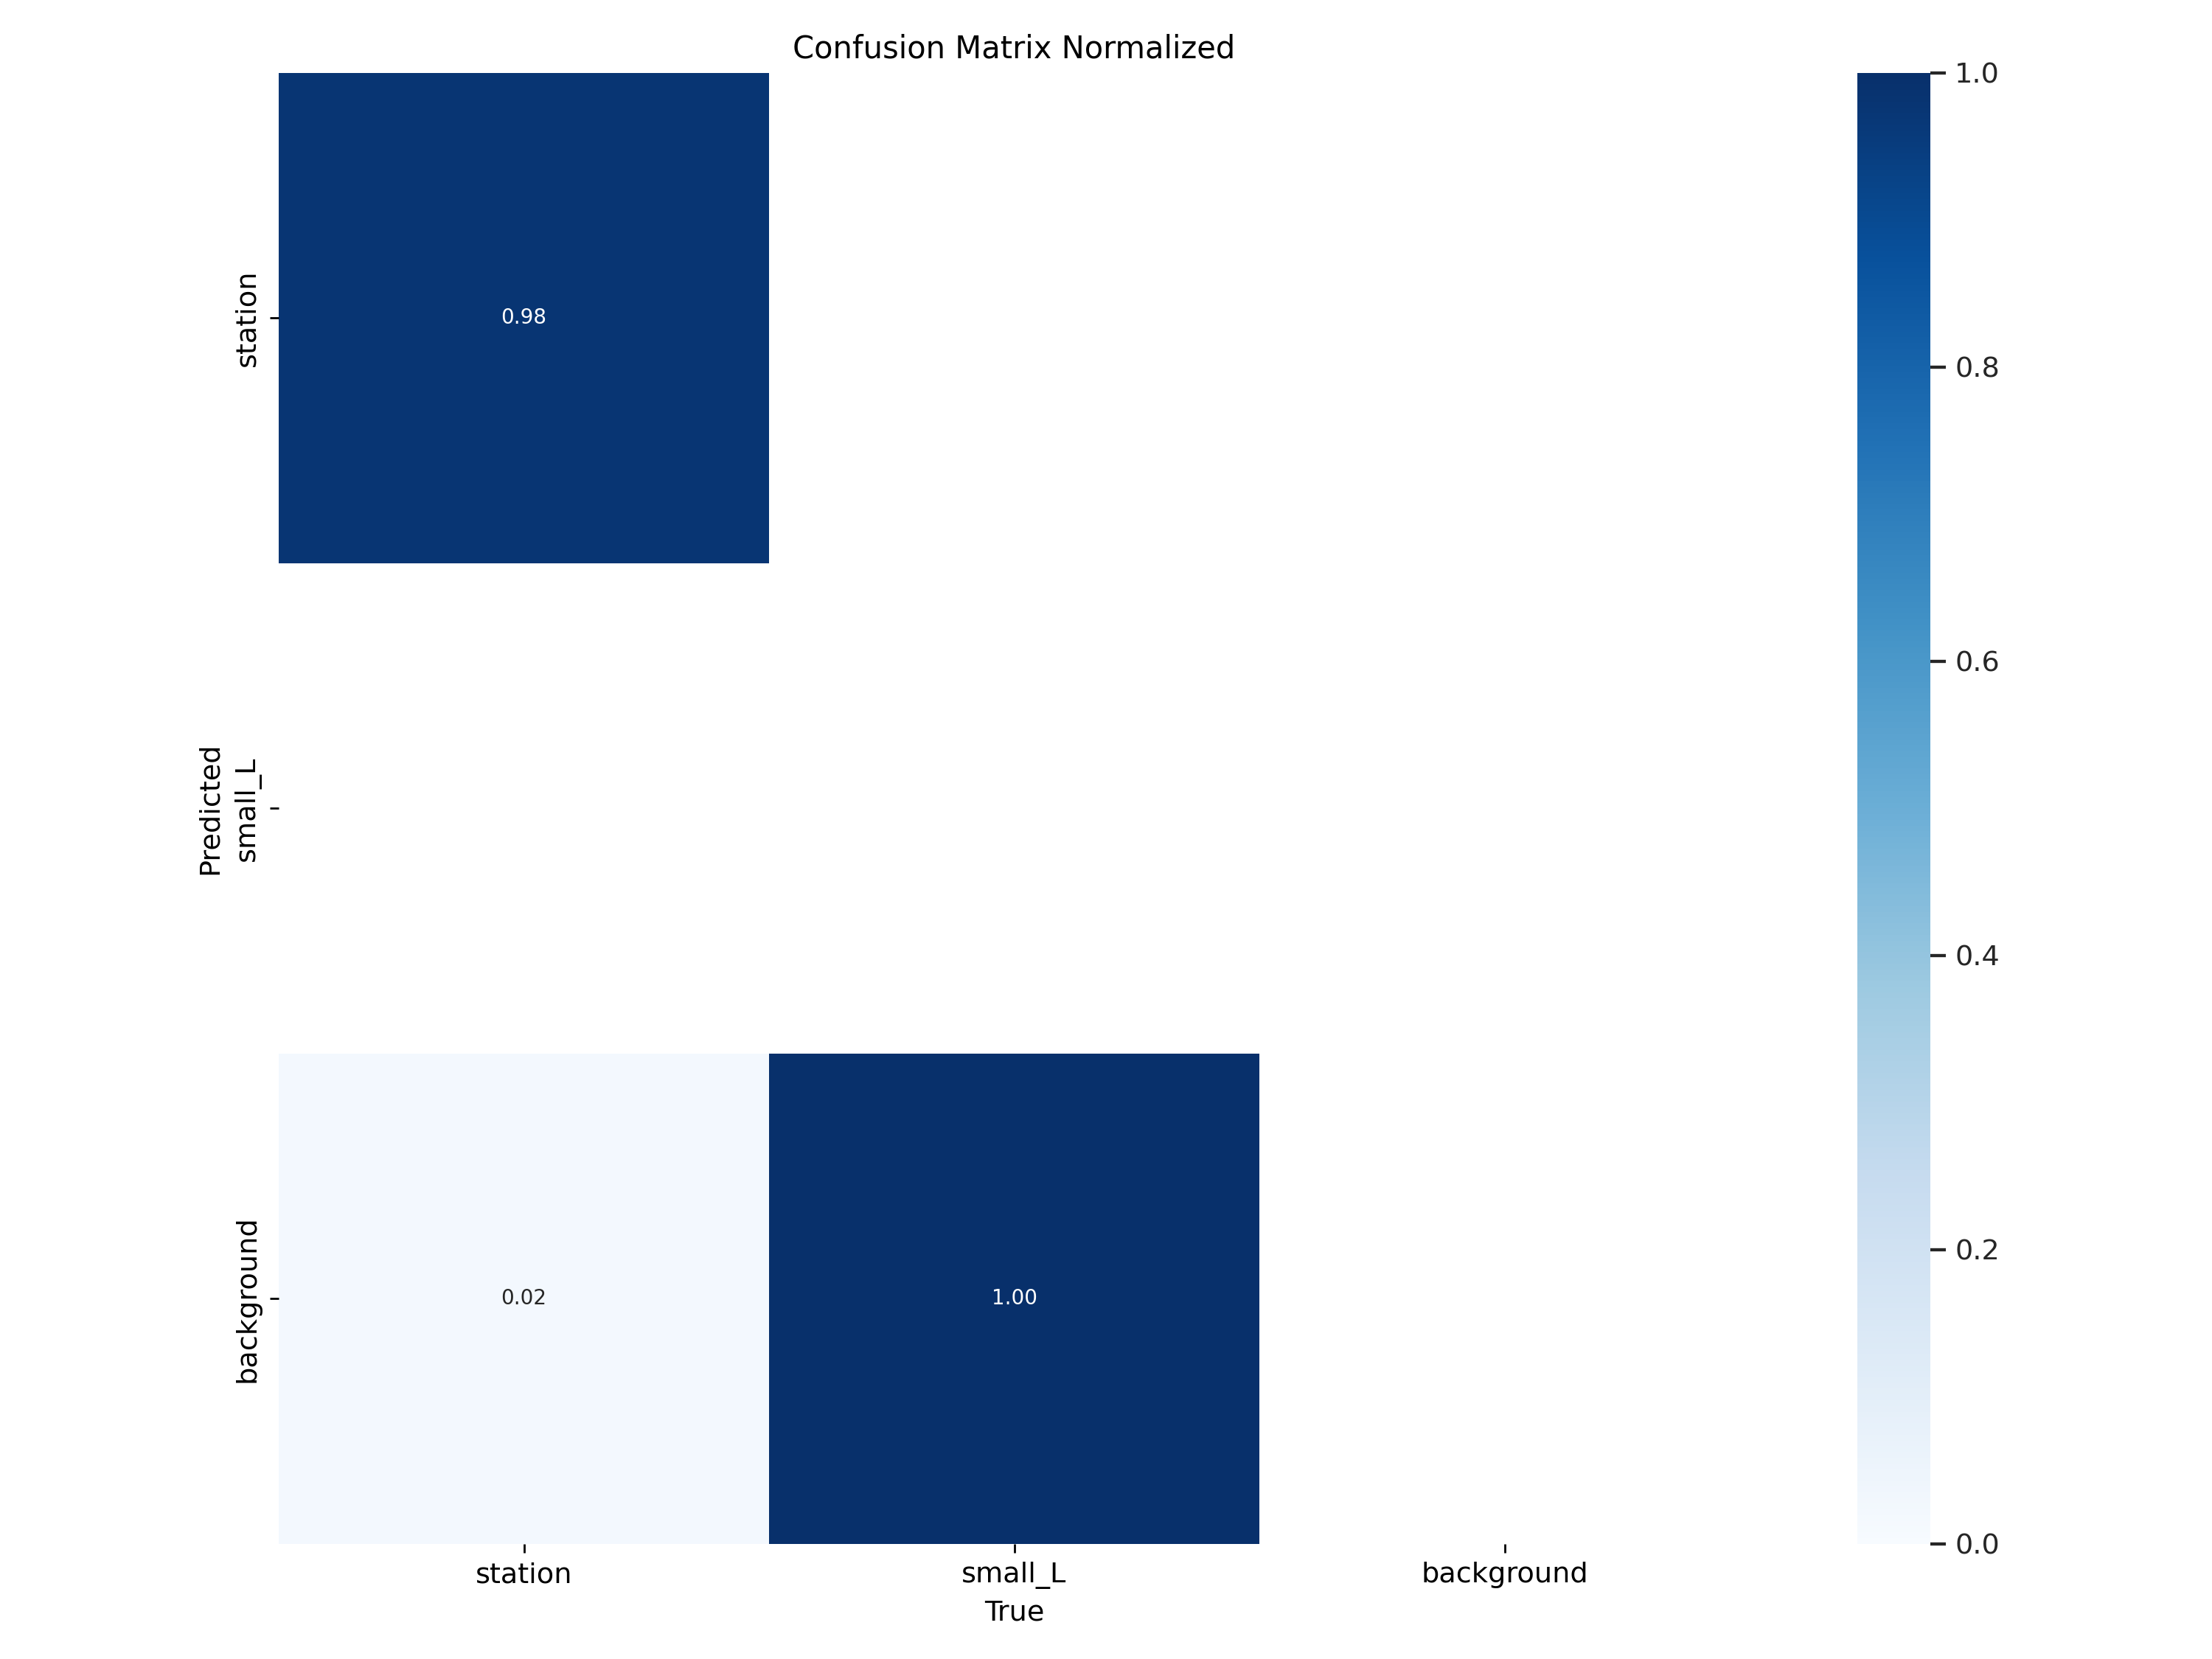 Confusion Matrix Normalized
1.0
0.98
station
0.8
0.6
Predicted
small_L
0.4
0.2
background
0.02
1.00
0.0
station
small_L
background
True